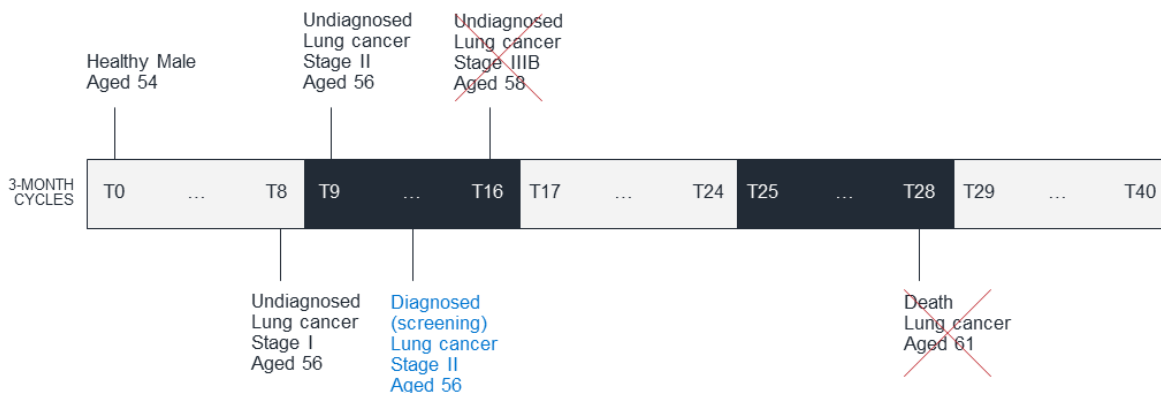 Healthy Male
Aged 54
Undiagnosed
Lung cancer
Stage II
Aged 56
Undiagnosed
Lung cancer
Stage IIIB
Aged 58
3-MONTH
CYCLES
T0 ... T8 T9 ... T16 T17 ... T24 T25 ... T28 T29 ... T40
Undiagnosed
Lung cancer
Stage I
Aged 56
Diagnosed
(screening)
Lung cancer
Stage II
Aged 56
Death
Lung cancer
Aged 61